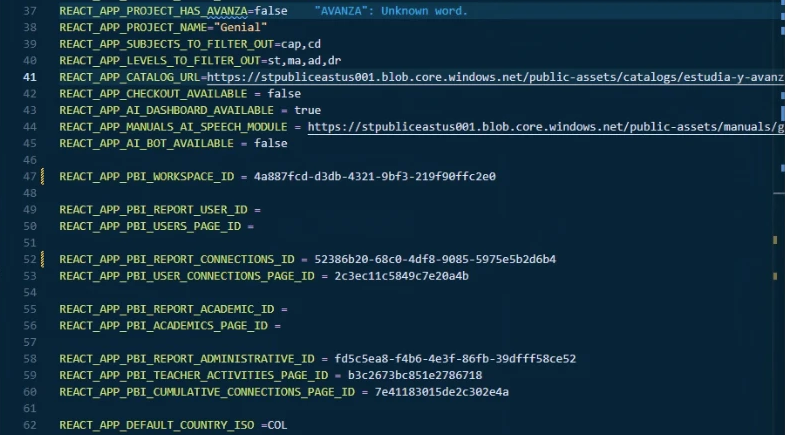 37 REACT_APP_PROJECT_HAS_AVANZA=false "AVANZA": Unknown word.
38 REACT_APP_PROJECT_NAME="Genial"
39 REACT_APP_SUBJECTS_TO_FILTER_OUT=cap,cd
40 REACT_APP_LEVELS_TO_FILTER_OUT=st,ma,ad,dr
41 REACT_APP_CATALOG_URL=https://stpubliceastus001.blob.core.windows.net/public-assets/catalogs/estudia-y-avanz
42 REACT_APP_CHECKOUT_AVAILABLE = false
43 REACT_APP_AI_DASHBOARD_AVAILABLE = true
44 REACT_APP_MANUALS_AI_SPEECH_MODULE = https://stpubliceastus001.blob.core.windows.net/public-assets/manuals/g
45 REACT_APP_AI_BOT_AVAILABLE = false
46
47 REACT_APP_PBI_WORKSPACE_ID = 4a887fcd-d3db-4321-9bf3-219f90ffc2e0
48
49 REACT_APP_PBI_REPORT_USER_ID =
50 REACT_APP_PBI_USERS_PAGE_ID =
51
52 REACT_APP_PBI_REPORT_CONNECTIONS_ID = 52386b20-68c0-4df8-9085-5975e5b2d6b4
53 REACT_APP_PBI_USER_CONNECTIONS_PAGE_ID = 2c3ec11c5849c7e20a4b
54
55 REACT_APP_PBI_REPORT_ACADEMIC_ID =
56 REACT_APP_PBI_ACADEMICS_PAGE_ID =
57
58 REACT_APP_PBI_REPORT_ADMINISTRATIVE_ID = fd5c5ea8-f4b6-4e3f-86fb-39dfff58ce52
59 REACT_APP_PBI_TEACHER_ACTIVITIES_PAGE_ID = b3c2673bc851e2786718
60 REACT_APP_PBI_CUMULATIVE_CONNECTIONS_PAGE_ID = 7e41183015de2c302e4a
61
62 REACT_APP_DEFAULT_COUNTRY_ISO =COL